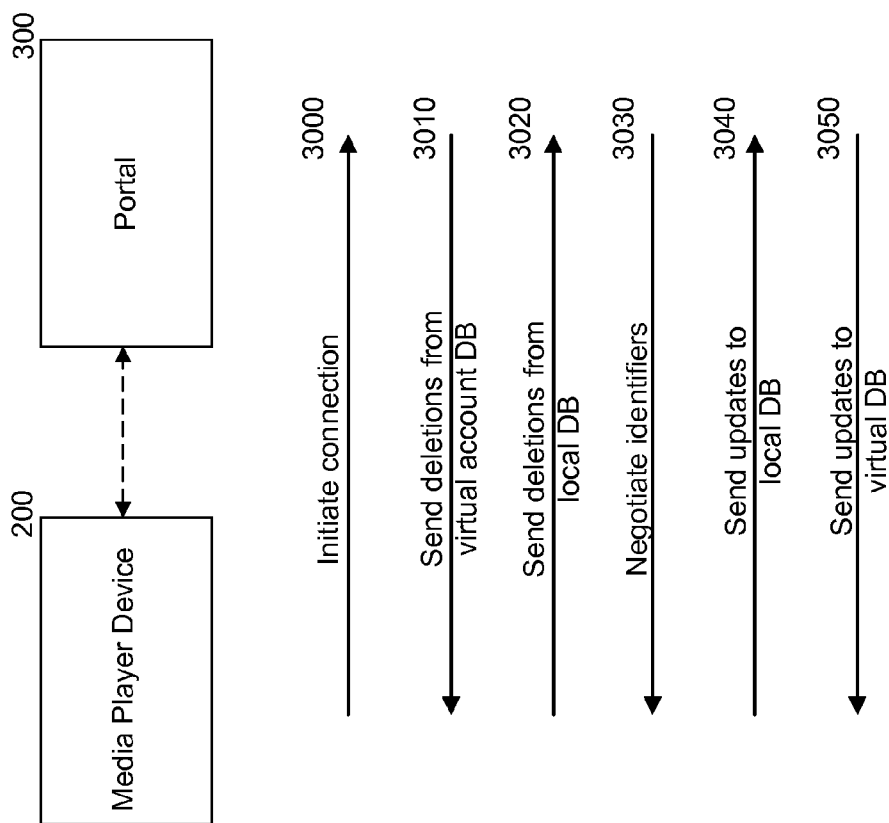 200
300
Media Player Device
Portal
Initiate connection
3000
Send deletions from
virtual account DB
3010
Send deletions from
local DB
3020
Negotiate identifiers
3030
Send updates to
local DB
3040
Send updates to
virtual DB
3050